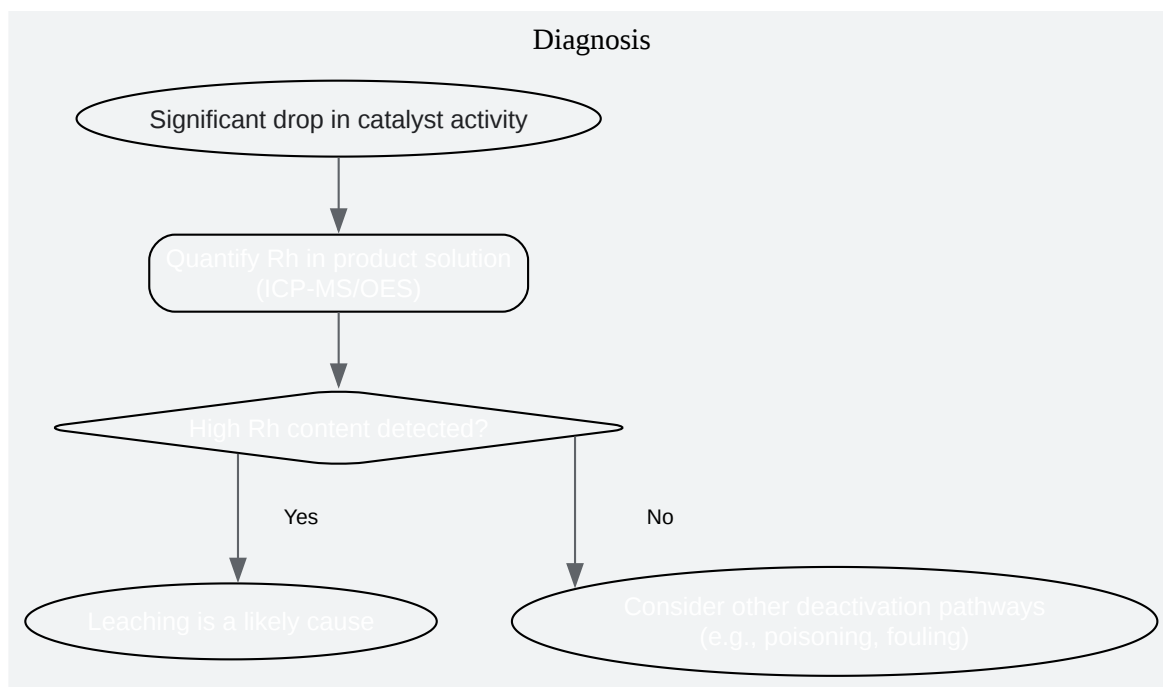 Diagnosis
Significant drop in catalyst activity
Quantify Rh in product solution
(ICP-MS/OES)
High Rh content detected?
Yes
No
Leaching is a likely cause
Consider other deactivation pathways
(e.g., poisoning, fouling)